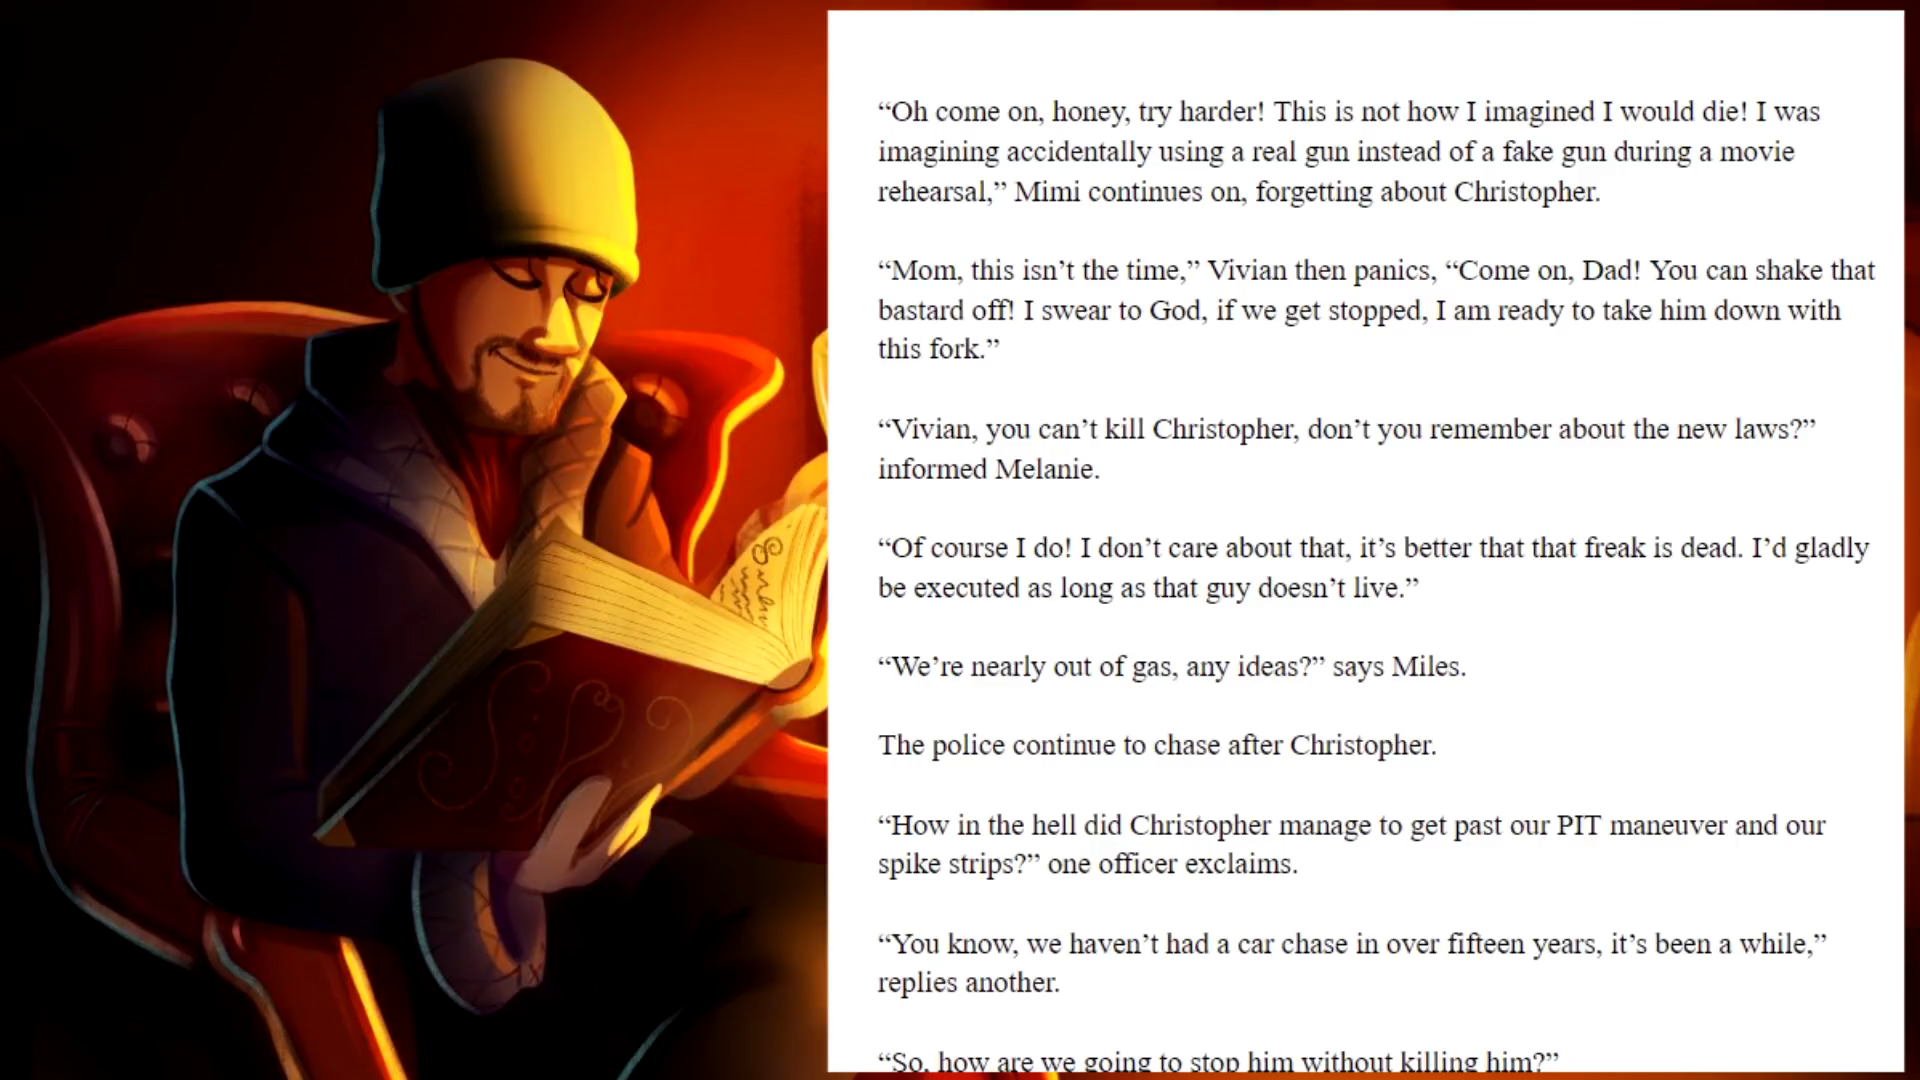 “Oh come on, honey, try harder! This is not how I imagined I would die! I was
imagining accidentally using a real gun instead of a fake gun during a movie
rehearsal,” Mimi continues on, forgetting about Christopher.
“Mom, this isn’t the time,” Vivian then panics, “Come on, Dad! You can shake that
bastard off! I swear to God, if we get stopped, I am ready to take him down with
this fork.”
“Vivian, you can’t kill Christopher, don’t you remember about the new laws?”
informed Melanie.
“Of course I do! I don’t care about that, it’s better that that freak is dead. I’d gladly
be executed as long as that guy doesn’t live.”
“We’re nearly out of gas, any ideas?” says Miles.
The police continue to chase after Christopher.
“How in the hell did Christopher manage to get past our PIT maneuver and our
spike strips?” one officer exclaims.
“You know, we haven’t had a car chase in over fifteen years, it’s been a while,”
replies another.
“So, how are we going to stop him without killing him?”